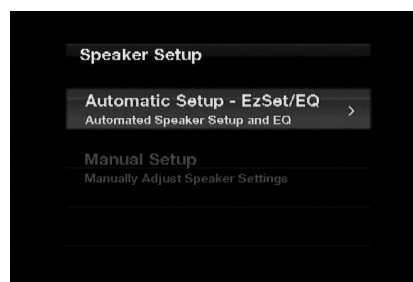 Speaker Setup
Automatic Setup - EzSet/EQ
Automated Speaker Setup and EQ
Manual Setup
Manually Adjust Speaker Settings